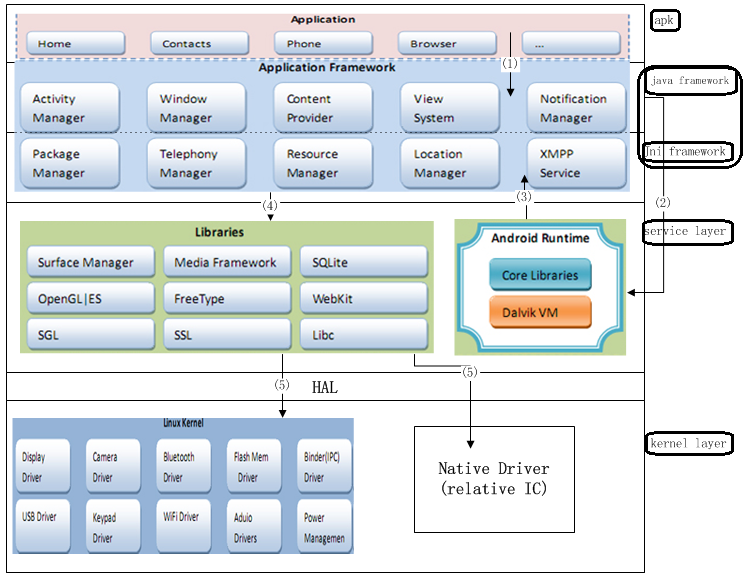 Application
apk
Home
Contacts
Phone
Browser
...
(1)
Application Framework
java framework
Activity
Manager
Window
Manager
Content
Provider
View
System
Notification
Manager
Package
Manager
Telephony
Manager
Resource
Manager
Location
Manager
XMPP
Service
jni framework
(4)
(3)
(2)
Libraries
service layer
Android Runtime
Surface Manager
Media Framework
SQLite
Core Libraries
OpenGL|ES
FreeType
WebKit
Dalvik VM
SGL
SSL
Libc
(5)
(5)
HAL
Linux Kernel
kernel layer
Display
Driver
Camera
Driver
Bluetooth
Driver
Flash Mem
Driver
Binder(IPC)
Driver
USB Driver
Keypad
Driver
WiFi Driver
Aduio
Drivers
Power
Managemen
Native Driver
(relative IC)